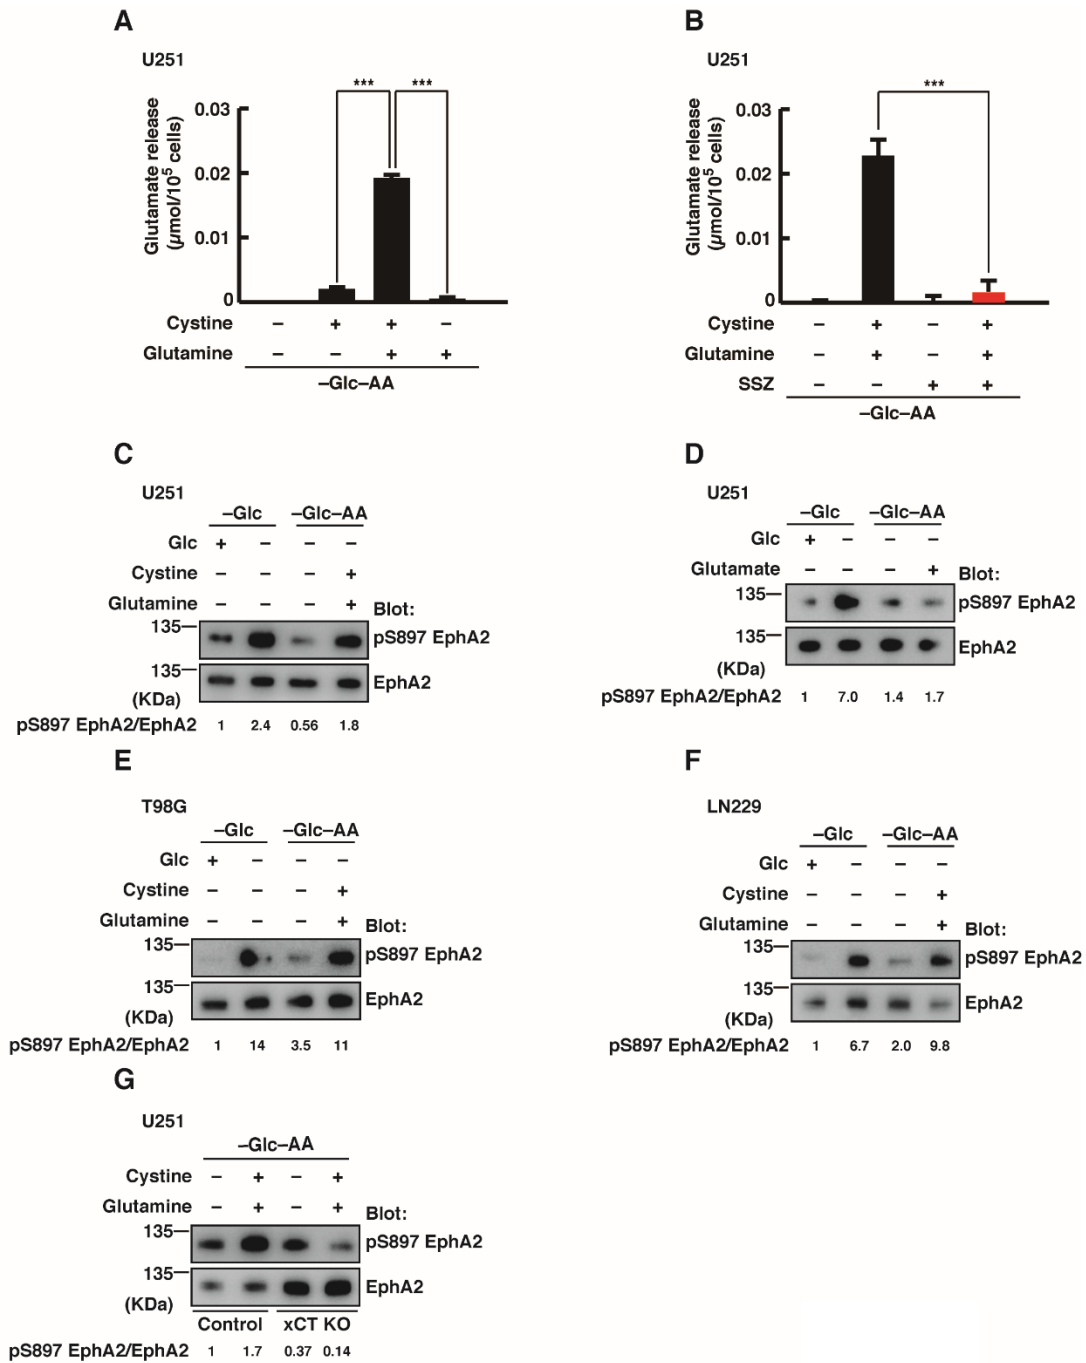 A
U251
***
***
Glutamate release
(µmol/10⁵ cells)
0.03
0.02
0.01
0
Cystine – + + –
Glutamine – – + +
–Glc–AA
B
U251
***
Glutamate release
(µmol/10⁵ cells)
0.03
0.02
0.01
0
Cystine – + – +
Glutamine – + – +
SSZ – – + +
–Glc–AA
C
U251
–Glc –Glc–AA
Glc + – – –
Cystine – – – +
Glutamine – – – + Blot:
135 pS897 EphA2
135 EphA2
(KDa)
pS897 EphA2/EphA2 1 2.4 0.56 1.8
D
U251
–Glc –Glc–AA
Glc + – – –
Glutamate – – – + Blot:
135 pS897 EphA2
135 EphA2
(KDa)
pS897 EphA2/EphA2 1 7.0 1.4 1.7
E
T98G
–Glc –Glc–AA
Glc + – – –
Cystine – – – +
Glutamine – – – + Blot:
135 pS897 EphA2
135 EphA2
(KDa)
pS897 EphA2/EphA2 1 14 3.5 11
F
LN229
–Glc –Glc–AA
Glc + – – –
Cystine – – – +
Glutamine – – – + Blot:
135 pS897 EphA2
135 EphA2
(KDa)
pS897 EphA2/EphA2 1 6.7 2.0 9.8
G
U251
–Glc–AA
Cystine – + – +
Glutamine – + – + Blot:
135 pS897 EphA2
135 EphA2
(KDa)
Control xCT KO
pS897 EphA2/EphA2 1 1.7 0.37 0.14